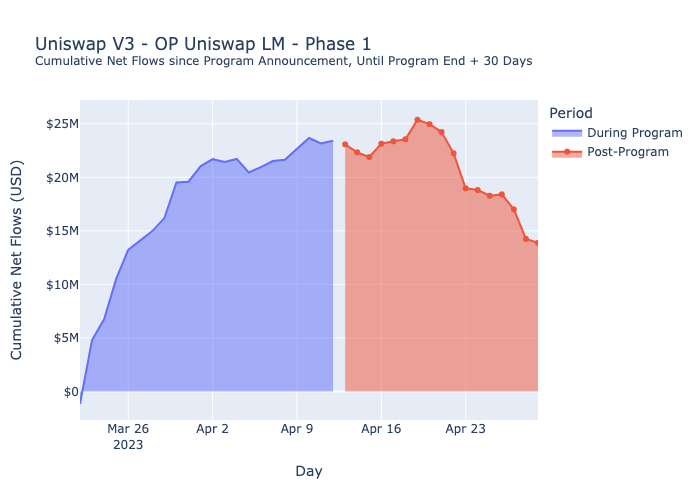 Uniswap V3 - OP Uniswap LM - Phase 1
Cumulative Net Flows since Program Announcement, Until Program End + 30 Days
Cumulative Net Flows (USD)
$25M
$20M
$15M
$10M
$5M
$0
Mar 26
2023
Apr 2
Apr 9
Apr 16
Apr 23
Day
Period
During Program
Post-Program